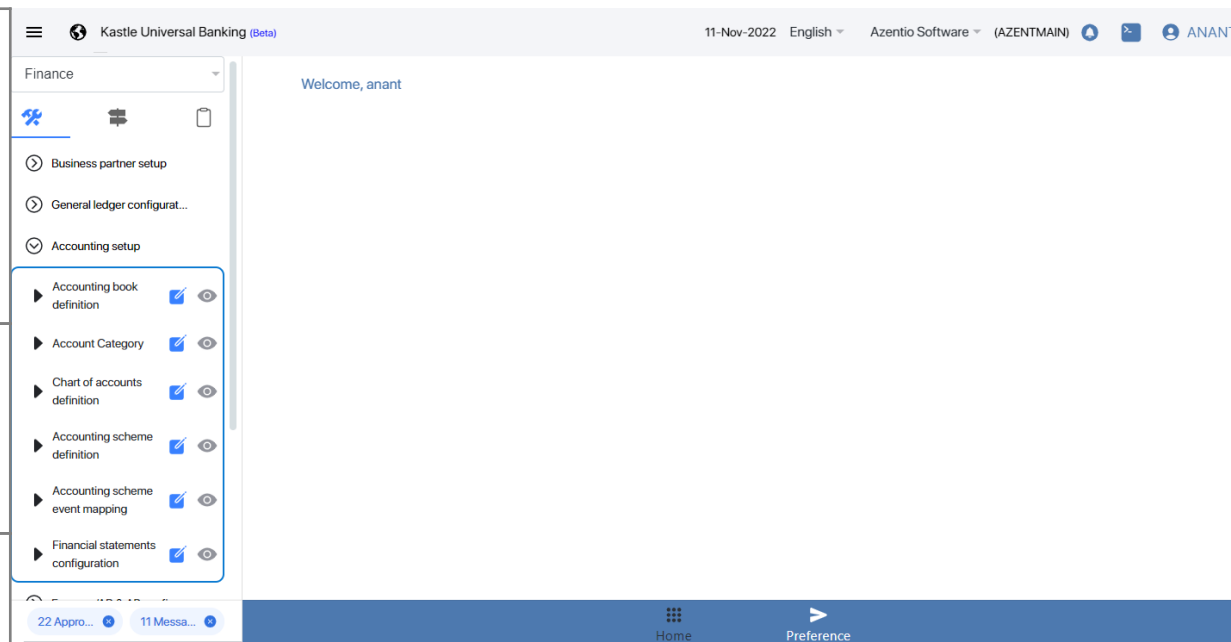 Kastle Universal Banking (Beta)
11-Nov-2022 English Azentio Software (AZENTMAIN) ANANT
Finance
Welcome, anant
Business partner setup
General ledger configurat...
Accounting setup
Accounting book
definition
Account Category
Chart of accounts
definition
Accounting scheme
definition
Accounting scheme
event mapping
Financial statements
configuration
22 Appro...
11 Messa...
Home
Preference